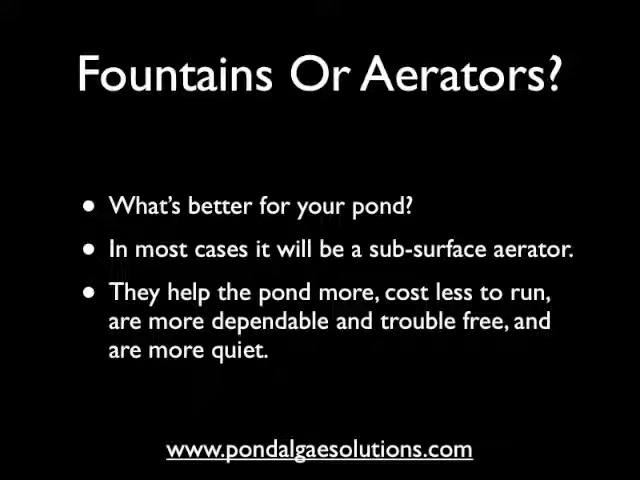 Fountains Or Aerators?
• What's better for your pond?
• In most cases it will be a sub-surface aerator.
• They help the pond more, cost less to run,
are more dependable and trouble free, and
are more quiet.
www.pondalgaesolutions.com